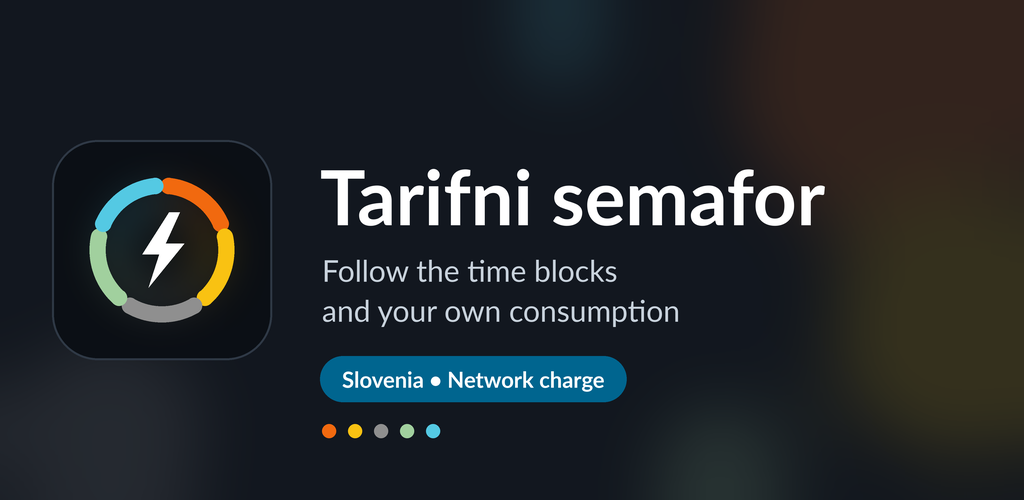 Tarifni semafor
Follow the time blocks
and your own consumption
Slovenia • Network charge